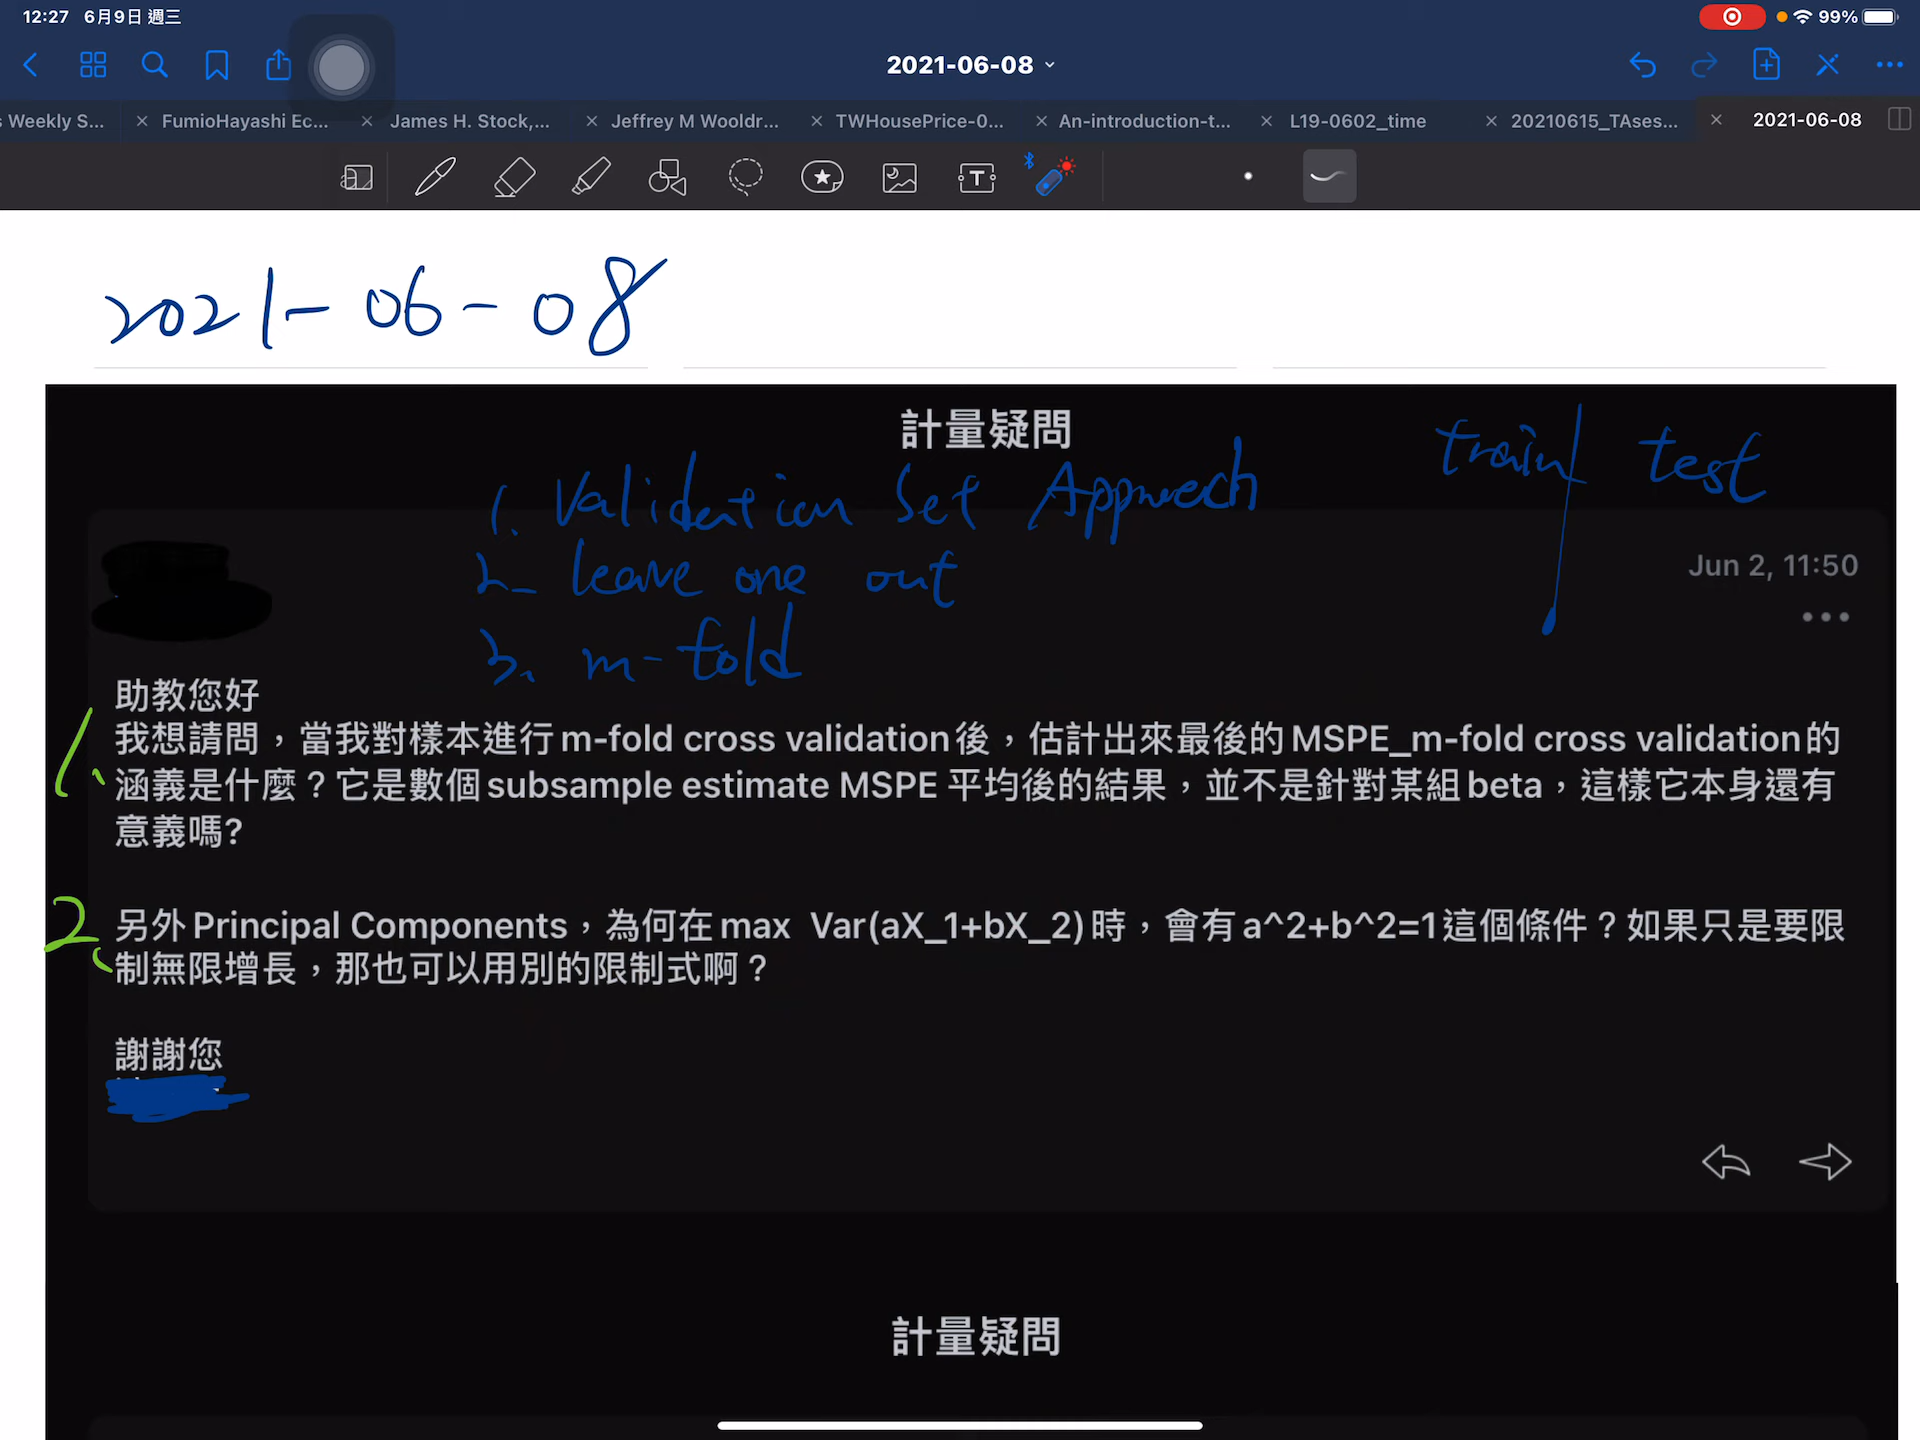 12:27 6月9日 週三
99%
2021-06-08
s Weekly S...
FumioHayashi Ec...
James H. Stock,...
Jeffrey M Wooldr...
TWHousePrice-0...
An-introduction-t...
L19-0602_time
20210615_TAses...
2021-06-08
2021-06-08
計量疑問
train test
1. Validation Set Approach
2. leave one out
3. m-fold
Jun 2, 11:50
助教您好
1、
我想請問，當我對樣本進行m-fold cross validation後，估計出來最後的MSPE_m-fold cross validation的
涵義是什麼？它是數個subsample estimate MSPE 平均後的結果，並不是針對某組beta，這樣它本身還有
意義嗎?
2、
另外Principal Components，為何在max Var(aX_1+bX_2)時，會有a^2+b^2=1這個條件？如果只是要限
制無限增長，那也可以用別的限制式啊？
謝謝您
計量疑問